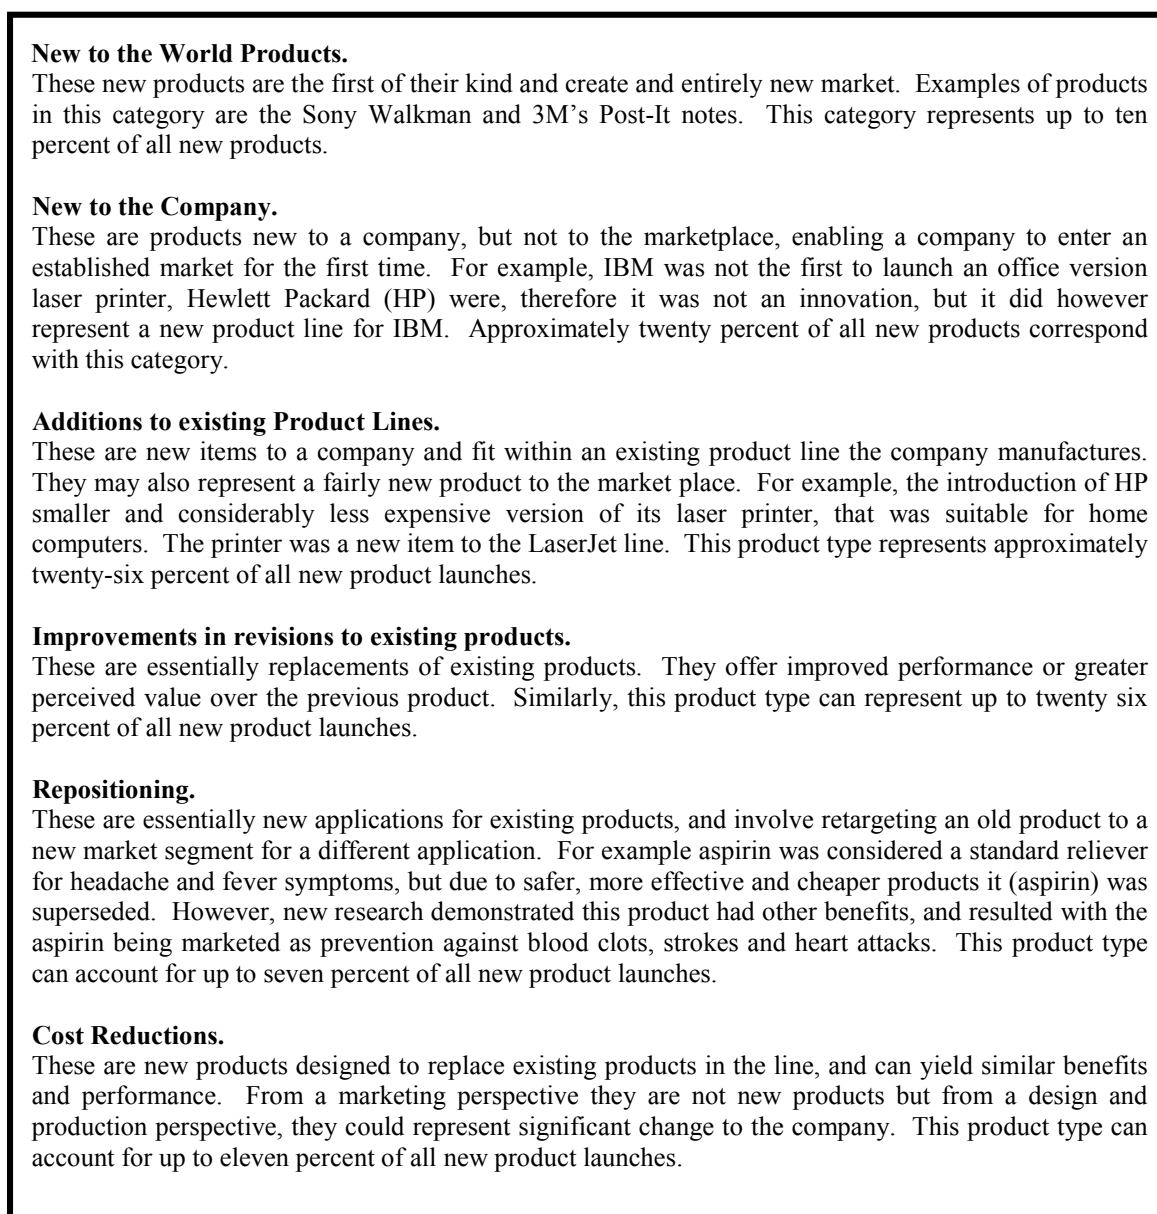 New to the World Products.
These new products are the first of their kind and create and entirely new market. Examples of products
in this category are the Sony Walkman and 3M’s Post-It notes. This category represents up to ten
percent of all new products.
New to the Company.
These are products new to a company, but not to the marketplace, enabling a company to enter an
established market for the first time. For example, IBM was not the first to launch an office version
laser printer, Hewlett Packard (HP) were, therefore it was not an innovation, but it did however
represent a new product line for IBM. Approximately twenty percent of all new products correspond
with this category.
Additions to existing Product Lines.
These are new items to a company and fit within an existing product line the company manufactures.
They may also represent a fairly new product to the market place. For example, the introduction of HP
smaller and considerably less expensive version of its laser printer, that was suitable for home
computers. The printer was a new item to the LaserJet line. This product type represents approximately
twenty-six percent of all new product launches.
Improvements in revisions to existing products.
These are essentially replacements of existing products. They offer improved performance or greater
perceived value over the previous product. Similarly, this product type can represent up to twenty six
percent of all new product launches.
Repositioning.
These are essentially new applications for existing products, and involve retargeting an old product to a
new market segment for a different application. For example aspirin was considered a standard reliever
for headache and fever symptoms, but due to safer, more effective and cheaper products it (aspirin) was
superseded. However, new research demonstrated this product had other benefits, and resulted with the
aspirin being marketed as prevention against blood clots, strokes and heart attacks. This product type
can account for up to seven percent of all new product launches.
Cost Reductions.
These are new products designed to replace existing products in the line, and can yield similar benefits
and performance. From a marketing perspective they are not new products but from a design and
production perspective, they could represent significant change to the company. This product type can
account for up to eleven percent of all new product launches.